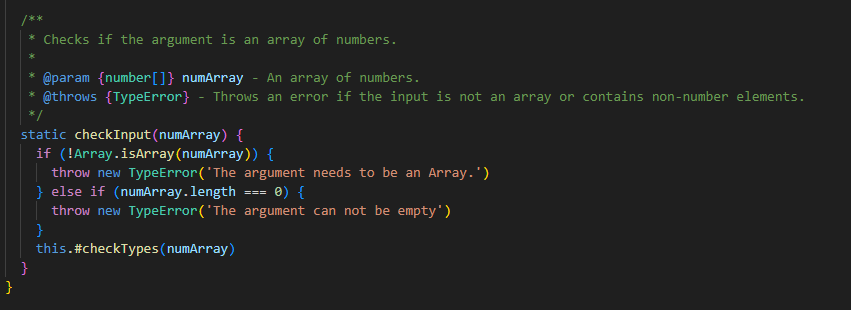 /**
 * Checks if the argument is an array of numbers.
 *
 * @param {number[]} numArray - An array of numbers.
 * @throws {TypeError} - Throws an error if the input is not an array or contains non-number elements.
 */
static checkInput(numArray) {
  if (!Array.isArray(numArray)) {
    throw new TypeError('The argument needs to be an Array.')
  } else if (numArray.length === 0) {
    throw new TypeError('The argument can not be empty')
  }
  this.#checkTypes(numArray)
}
}